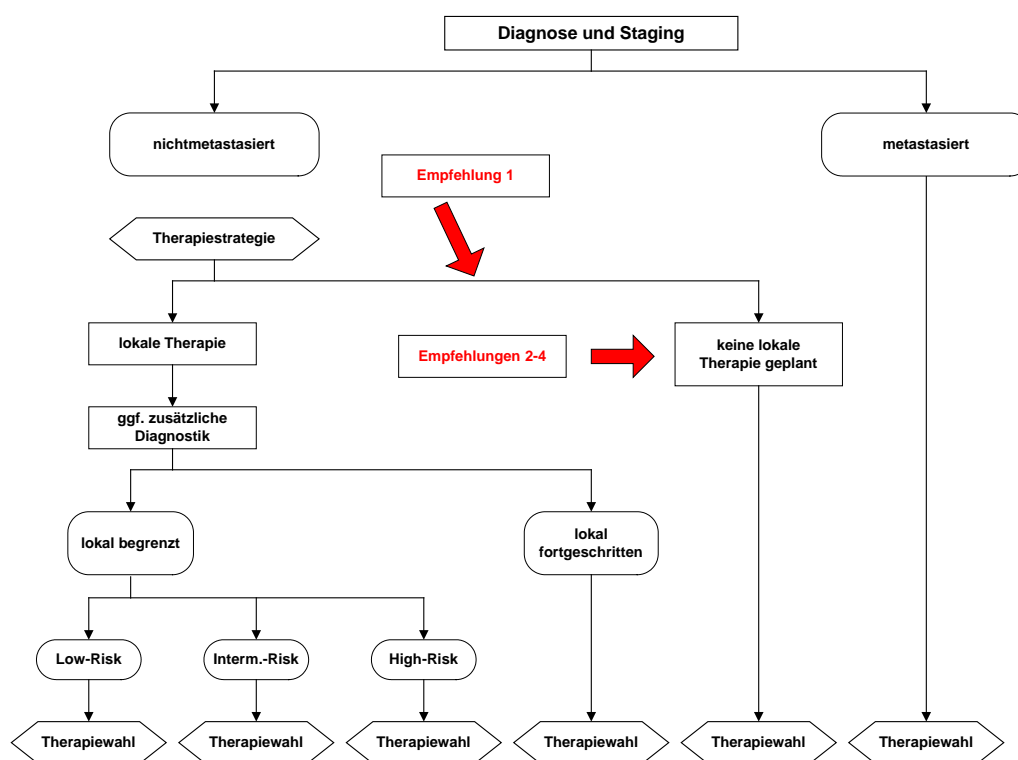 Diagnose und Staging
nichtmetastasiert
metastasiert
Empfehlung 1
Therapiestrategie
lokale Therapie
Empfehlungen 2-4
keine lokale
Therapie geplant
ggf. zusätzliche
Diagnostik
lokal begrenzt
lokal
fortgeschritten
Low-Risk
Interm.-Risk
High-Risk
Therapiewahl
Therapiewahl
Therapiewahl
Therapiewahl
Therapiewahl
Therapiewahl